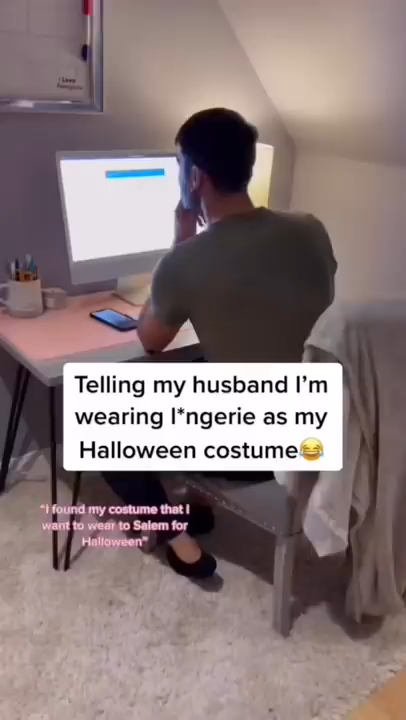 Telling my husband I’m
wearing l*ngerie as my
Halloween costume😂
"I found my costume that I
want to wear to Salem for
Halloween"